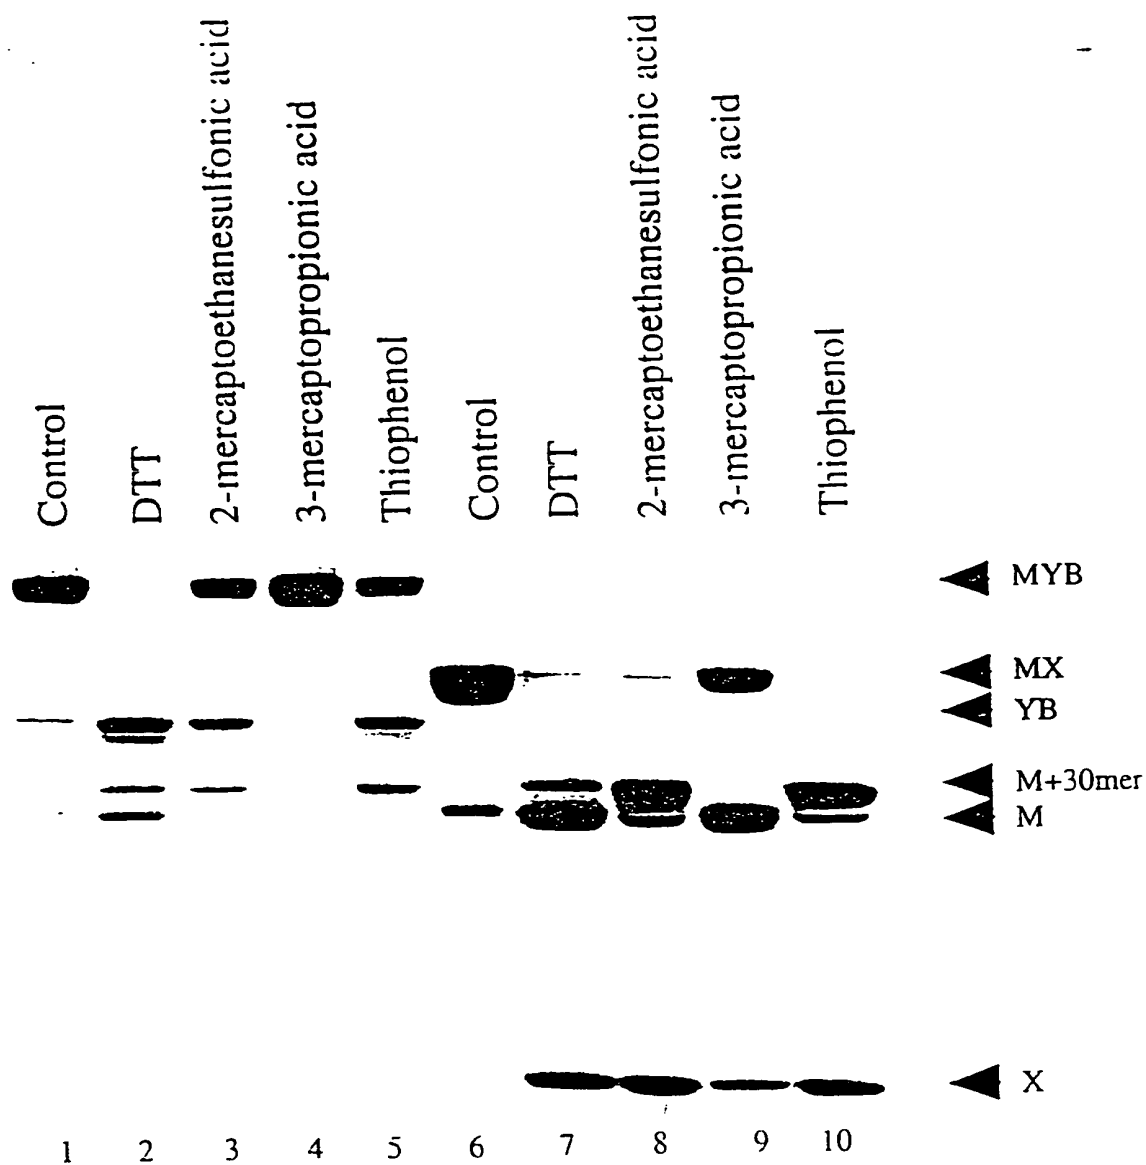 Control
DTT
2-mercaptoethanesulfonic acid
3-mercaptopropionic acid
Thiophenol
Control
DTT
2-mercaptoethanesulfonic acid
3-mercaptopropionic acid
Thiophenol
MYB
MX
YB
M+30mer
M
X
1 2 3 4 5 6 7 8 9 10